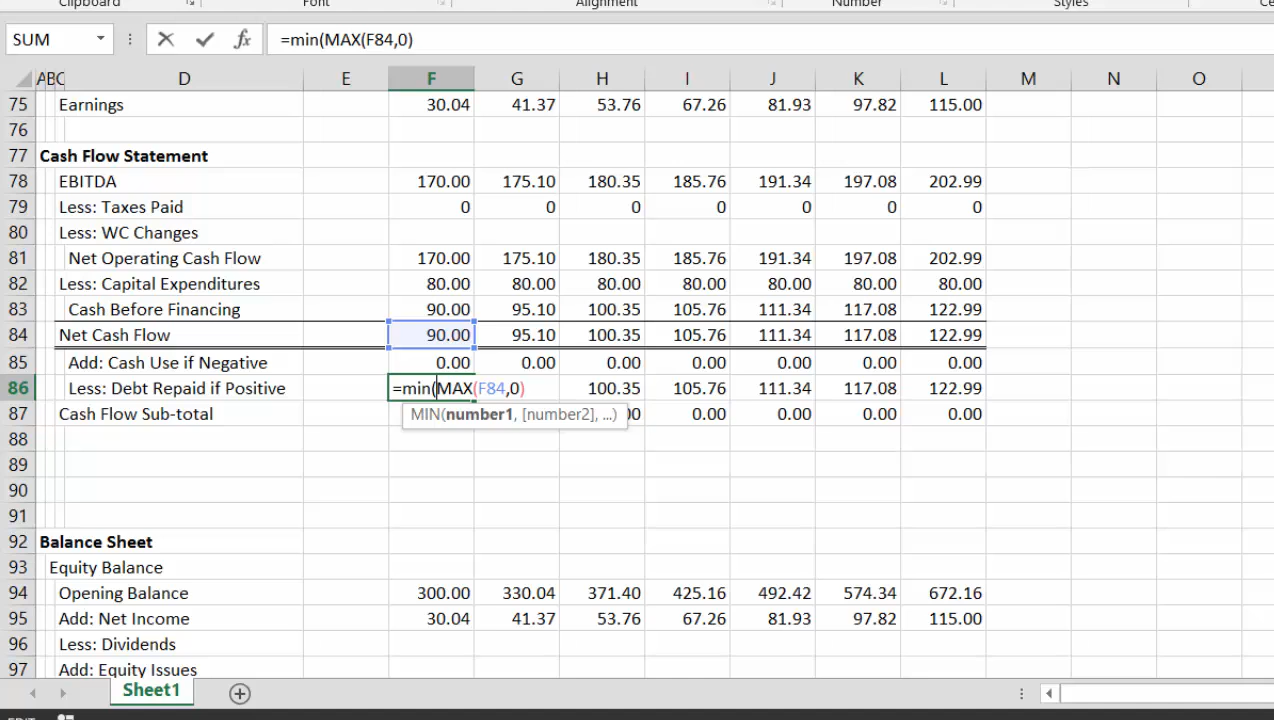 Clipboard Font Alignment Number Styles Ce
SUM =min(MAX(F84,0)
A B C D E F G H I J K L M N O
75 Earnings 30.04 41.37 53.76 67.26 81.93 97.82 115.00
76
77 Cash Flow Statement
78 EBITDA 170.00 175.10 180.35 185.76 191.34 197.08 202.99
79 Less: Taxes Paid 0 0 0 0 0 0 0
80 Less: WC Changes
81 Net Operating Cash Flow 170.00 175.10 180.35 185.76 191.34 197.08 202.99
82 Less: Capital Expenditures 80.00 80.00 80.00 80.00 80.00 80.00 80.00
83 Cash Before Financing 90.00 95.10 100.35 105.76 111.34 117.08 122.99
84 Net Cash Flow 90.00 95.10 100.35 105.76 111.34 117.08 122.99
85 Add: Cash Use if Negative 0.00 0.00 0.00 0.00 0.00 0.00 0.00
86 Less: Debt Repaid if Positive =min(MAX(F84,0) 100.35 105.76 111.34 117.08 122.99
87 Cash Flow Sub-total MIN(number1, [number2], ...) 00 0.00 0.00 0.00 0.00
88
89
90
91
92 Balance Sheet
93 Equity Balance
94 Opening Balance 300.00 330.04 371.40 425.16 492.42 574.34 672.16
95 Add: Net Income 30.04 41.37 53.76 67.26 81.93 97.82 115.00
96 Less: Dividends
97 Add: Equity Issues
Sheet1